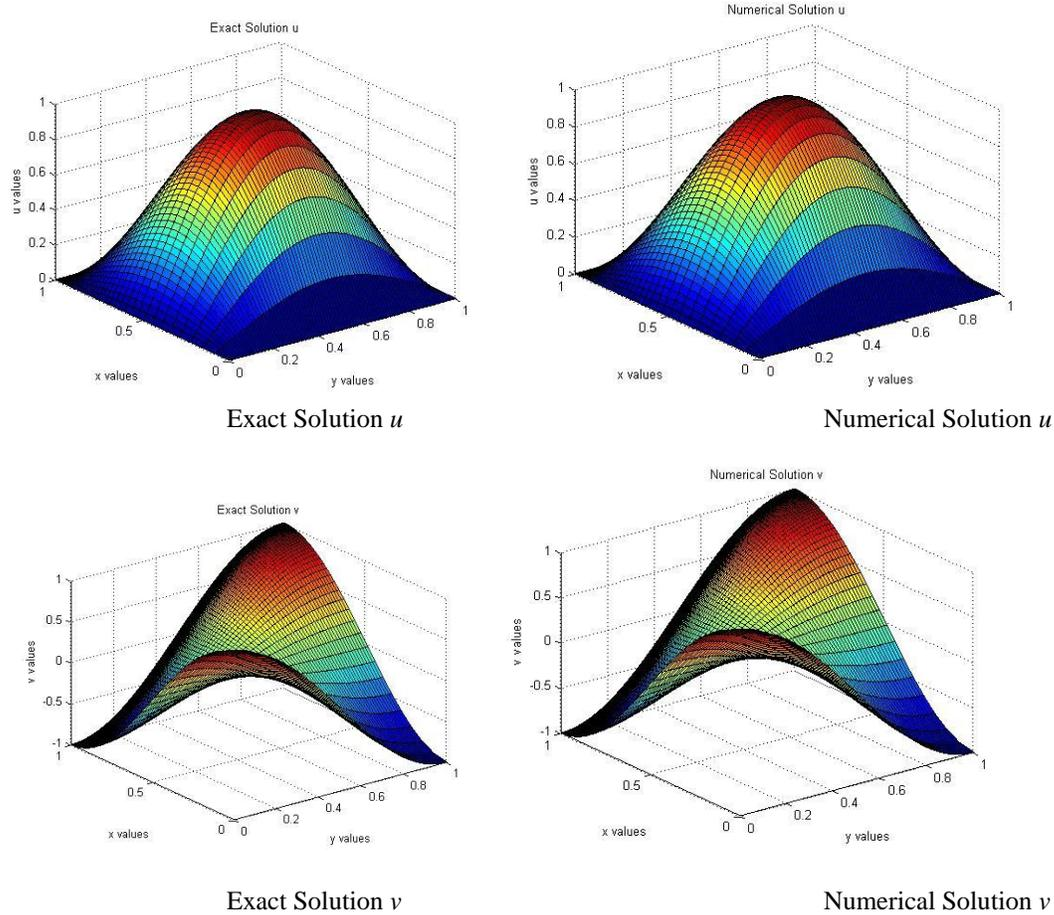 Exact Solution u
1
0.8
0.6
0.4
0.2
0
u values
1
0.5
0
x values
0
0.2
0.4
0.6
0.8
1
y values
Exact Solution u
Numerical Solution u
1
0.8
0.6
0.4
0.2
0
u values
1
0.5
0
x values
0
0.2
0.4
0.6
0.8
1
y values
Numerical Solution u
Exact Solution v
1
0.5
0
-0.5
-1
v values
1
0.5
0
x values
0
0.2
0.4
0.6
0.8
1
y values
Exact Solution v
Numerical Solution v
1
0.5
0
-0.5
-1
v values
1
0.5
0
x values
0
0.2
0.4
0.6
0.8
1
y values
Numerical Solution v